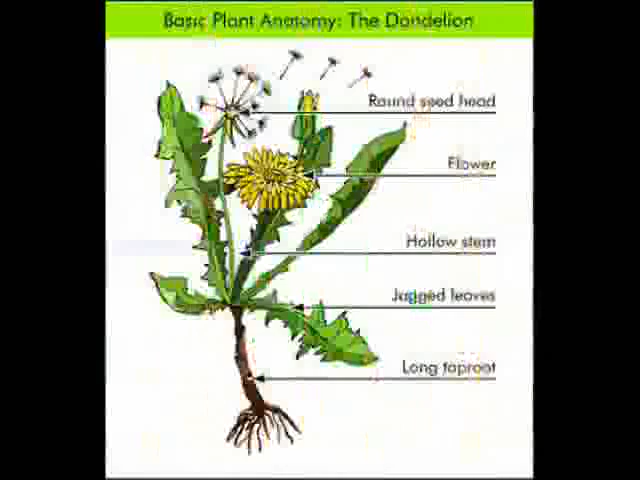 Basic Plant Anatomy: The Dandelion
Round seed head
Flower
Hollow stem
Jagged leaves
Long taproot